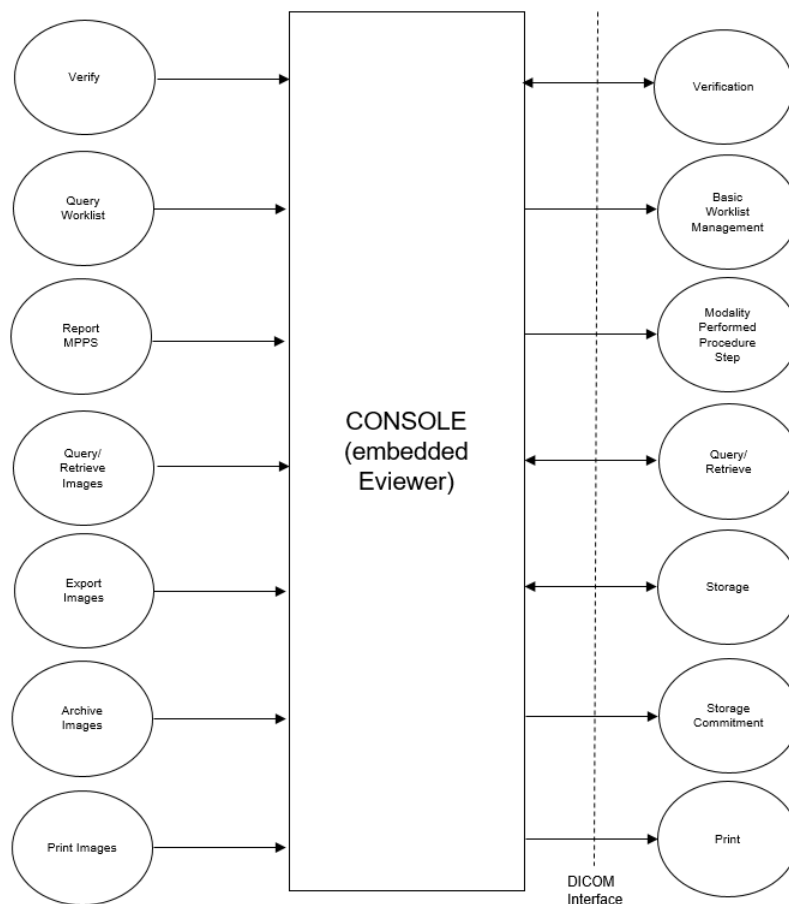 Verify
Verification
Query
Worklist
Basic
Worklist
Management
Report
MPPS
Modality
Performed
Procedure
Step
CONSOLE
(embedded
Eviewer)
Query/
Retrieve
Images
Query/
Retrieve
Export
Images
Storage
Archive
Images
Storage
Commitment
Print Images
Print
DICOM
Interface